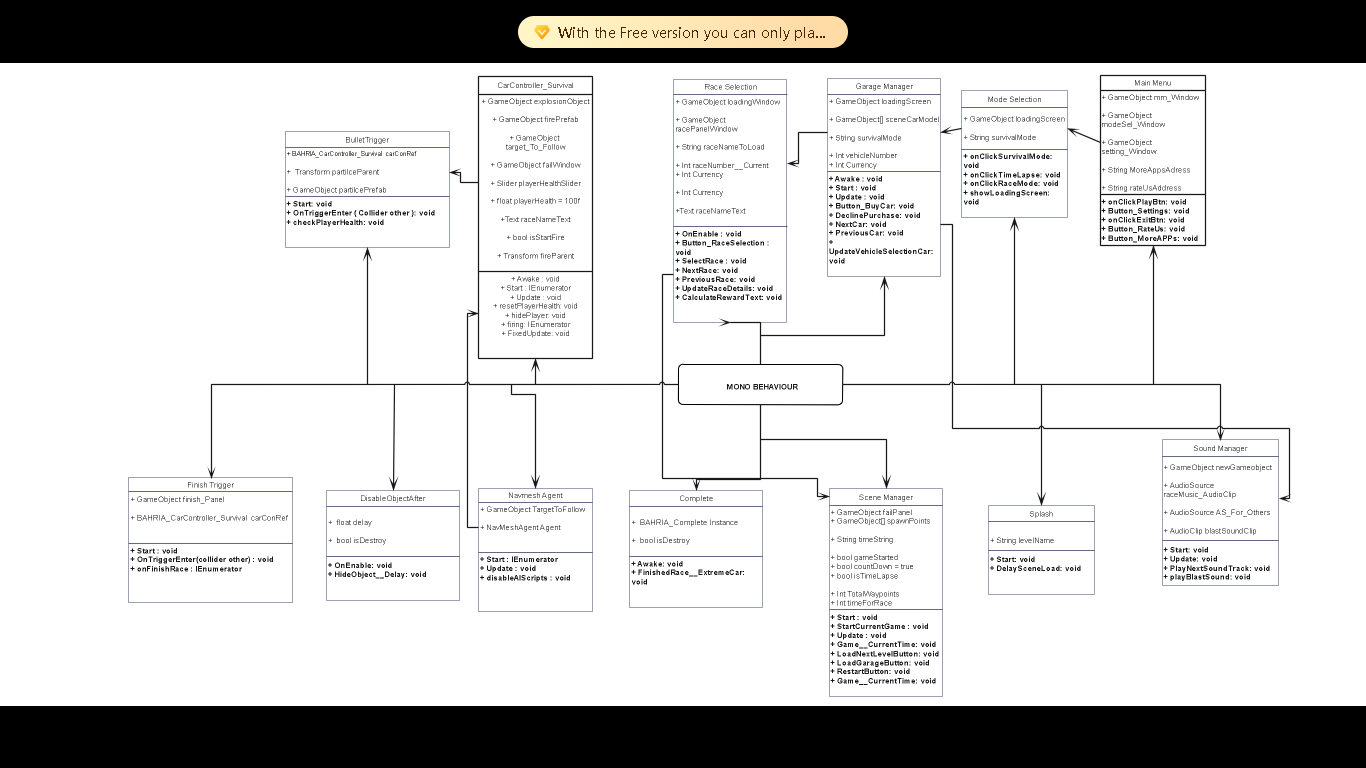 With the Free version you can only pla...
BulletTrigger
+ BAHRIA_CarController_Survival carConRef
+ Transform particleParent
+ GameObject particlePrefab
+ Start: void
+ OnTriggerEnter ( Collider other ): void
+ checkPlayerHealth: void
CarController_Survival
+ GameObject explosionObject
+ GameObject firePrefab
+ GameObject
target_To_Follow
+ GameObject failWindow
+ Slider playerHealthSlider
+ float playerHealth = 100f
+Text raceNameText
+ bool isStartFire
+ Transform fireParent
+ Awake : void
+ Start : IEnumerator
+ Update : void
+ resetPlayerHealth: void
+ hidePlayer: void
+ firing: IEnumerator
+ FixedUpdate: void
Race Selection
+ GameObject loadingWindow
+ GameObject
racePanelWindow
+ String raceNameToLoad
+ Int raceNumber__Current
+ Int Currency
+ Int Currency
+Text raceNameText
+ OnEnable : void
+ Button_RaceSelection :
void
+ SelectRace : void
+ NextRace: void
+ PreviousRace: void
+ UpdateRaceDetails: void
+ CalculateRewardText: void
Garage Manager
+ GameObject loadingScreen
+ GameObject[] sceneCarModel
+ String survivalMode
+ Int vehicleNumber
+ Int Currency
+ Awake : void
+ Start : void
+ Update : void
+ Button_BuyCar: void
+ DeclinePurchase: void
+ NextCar: void
+ PreviousCar: void
+
UpdateVehicleSelectionCar:
void
Mode Selection
+ GameObject loadingScreen
+ String survivalMode
+ onClickSurvivalMode:
void
+ onClickTimeLapse: void
+ onClickRaceMode: void
+ showLoadingScreen:
void
Main Menu
+ GameObject mm_Window
+ GameObject
modeSel_Window
+ GameObject
setting_Window
+ String MoreAppsAdress
+ String rateUsAddress
+ onClickPlayBtn: void
+ Button_Settings: void
+ onClickExitBtn: void
+ Button_RateUs: void
+ Button_MoreAPPs: void
MONO BEHAVIOUR
Finish Trigger
+ GameObject finish_Panel
+ BAHRIA_CarController_Survival carConRef
+ Start : void
+ OnTriggerEnter(collider other) : void
+ onFinishRace : IEnumerator
DisableObjectAfter
+ float delay
+ bool isDestroy
+ OnEnable: void
+ HideObject__Delay: void
Navmesh Agent
+ GameObject TargetToFollow
+ NavMeshAgent Agent
+ Start : IEnumerator
+ Update : void
+ disableAIScripts : void
Complete
+ BAHRIA_Complete Instance
+ bool isDestroy
+ Awake: void
+ FinishedRace__ExtremeCar:
void
Scene Manager
+ GameObject failPanel
+ GameObject[] spawnPoints
+ String timeString
+ bool gameStarted
+ bool countDown = true
+ bool isTimeLapse
+ Int TotalWaypoints
+ Int timeForRace
+ Start : void
+ StartCurrentGame : void
+ Update : void
+ Game__CurrentTime: void
+ LoadNextLevelButton: void
+ LoadGarageButton: void
+ RestartButton: void
+ Game__CurrentTime: void
Splash
+ String levelName
+ Start: void
+ DelaySceneLoad: void
Sound Manager
+ GameObject newGameobject
+ AudioSource
raceMusic_AudioClip
+ AudioSource AS_For_Others
+ AudioClip blastSoundClip
+ Start: void
+ Update: void
+ PlayNextSoundTrack: void
+ playBlastSound: void